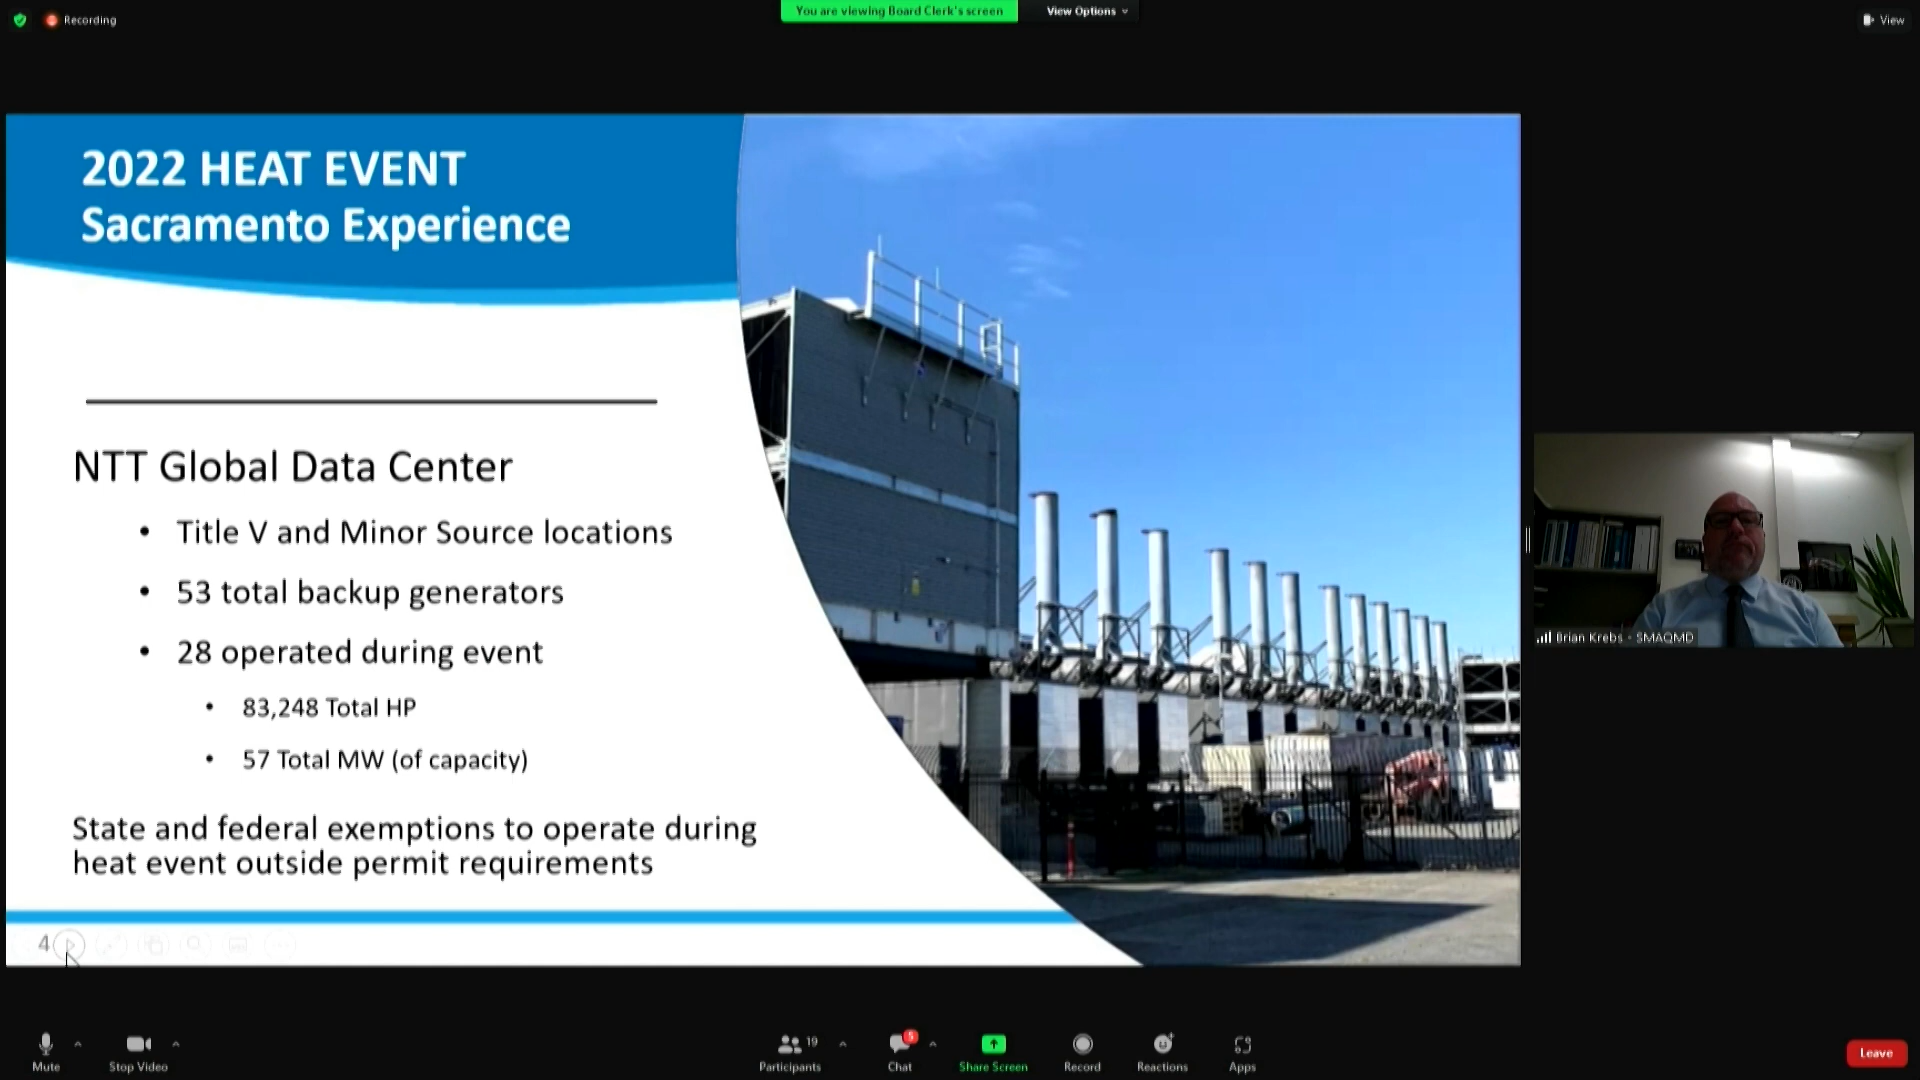 Recording
You are viewing Board Clerk's screen
View Options
View
2022 HEAT EVENT
Sacramento Experience
NTT Global Data Center
• Title V and Minor Source locations
• 53 total backup generators
• 28 operated during event
• 83,248 Total HP
• 57 Total MW (of capacity)
State and federal exemptions to operate during
heat event outside permit requirements
4
Brian Krebs - SMAQMD
Mute
Stop Video
19
Participants
5
Chat
Share Screen
Record
Reactions
Apps
Leave